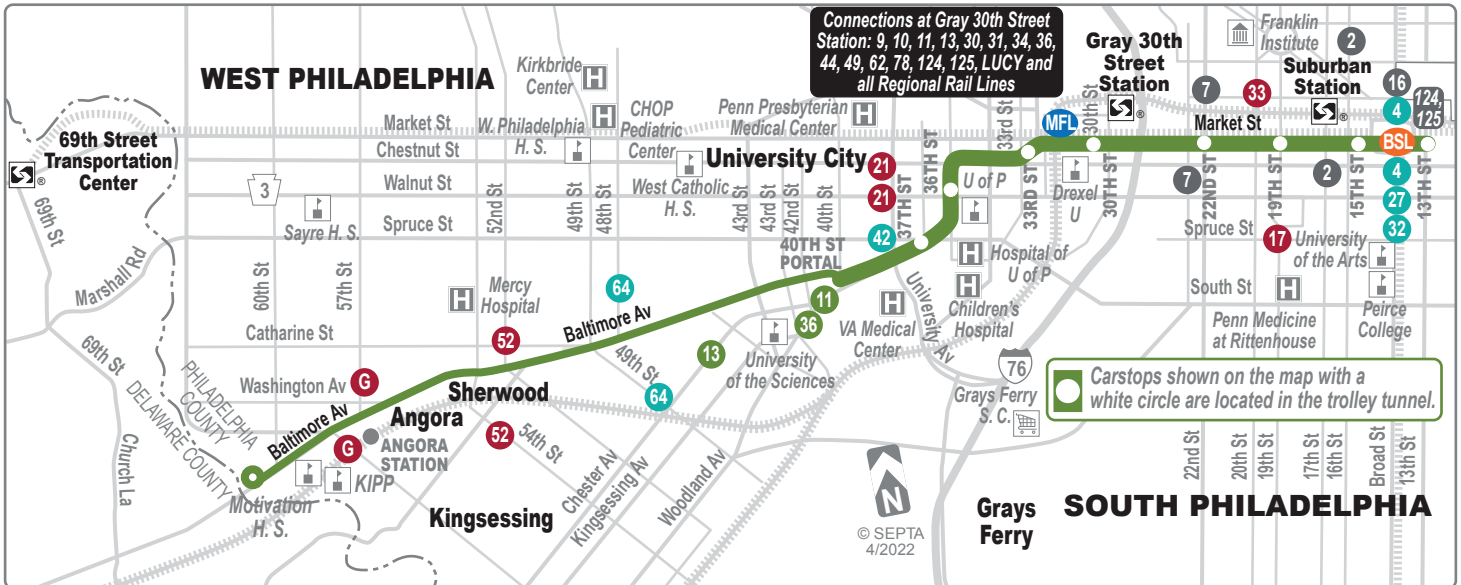 Connections at Gray 30th Street
Station: 9, 10, 11, 13, 30, 31, 34, 36,
44, 49, 62, 78, 124, 125, LUCY and
all Regional Rail Lines
WEST PHILADELPHIA
Kirkbride
Center
CHOP
Pediatric
Center
Penn Presbyterian
Medical Center
33rd St
MFL
30th St
Gray 30th
Street
Station
®
Franklin
Institute
2
Suburban
Station
®
7
33
16
4
124,
125
69th Street
Transportation
Center
®
Market St
Market St
W. Philadelphia
H. S.
Chestnut St
University City
21
36TH ST
U of P
BSL
3
Walnut St
West Catholic
H. S.
21
37TH ST
Drexel
U
7
2
4
27
32
69th St
Sayre H. S.
Spruce St
52nd St
49th St
48th St
43rd St
43rd St
42nd St
40th St
42
33RD ST
30TH ST
22ND ST
19TH ST
15TH ST
13TH ST
Spruce St
17
University
of the Arts
40TH ST
PORTAL
Hospital of
U of P
Marshall Rd
60th St
57th St
Mercy
Hospital
64
11
36
University Av
Children's
Hospital
South St
Penn Medicine
at Rittenhouse
Peirce
College
Catharine St
52
Baltimore Av
VA Medical
Center
69th St
49th St
13
University
of the Sciences
76
Carstops shown on the map with a
white circle are located in the trolley tunnel.
Washington Av
G
Sherwood
64
Grays Ferry
S. C.
PHILADELPHIA
COUNTY
DELAWARE COUNTY
Baltimore Av
Angora
G
ANGORA
STATION
52
54th St
Church La
KIPP
Motivation
H. S.
Kingsessing
Chester Av
Kingsessing Av
Woodland Av
N
© SEPTA
4/2022
Grays
Ferry
22nd St
20th St
19th St
17th St
16th St
Broad St
13th St
SOUTH PHILADELPHIA